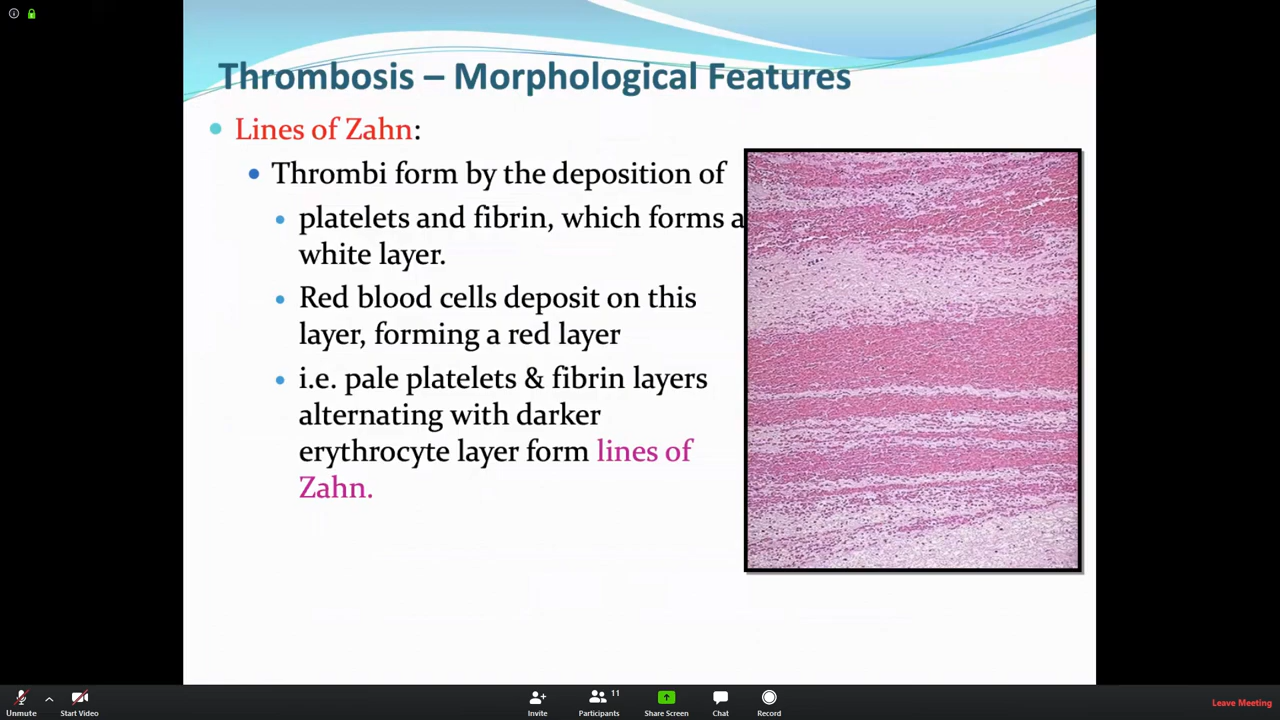 Thrombosis – Morphological Features
Lines of Zahn:
Thrombi form by the deposition of
platelets and fibrin, which forms a
white layer.
Red blood cells deposit on this
layer, forming a red layer
i.e. pale platelets & fibrin layers
alternating with darker
erythrocyte layer form lines of
Zahn.
11
Unmute
Start Video
Invite
Participants
Share Screen
Chat
Record
Leave Meeting